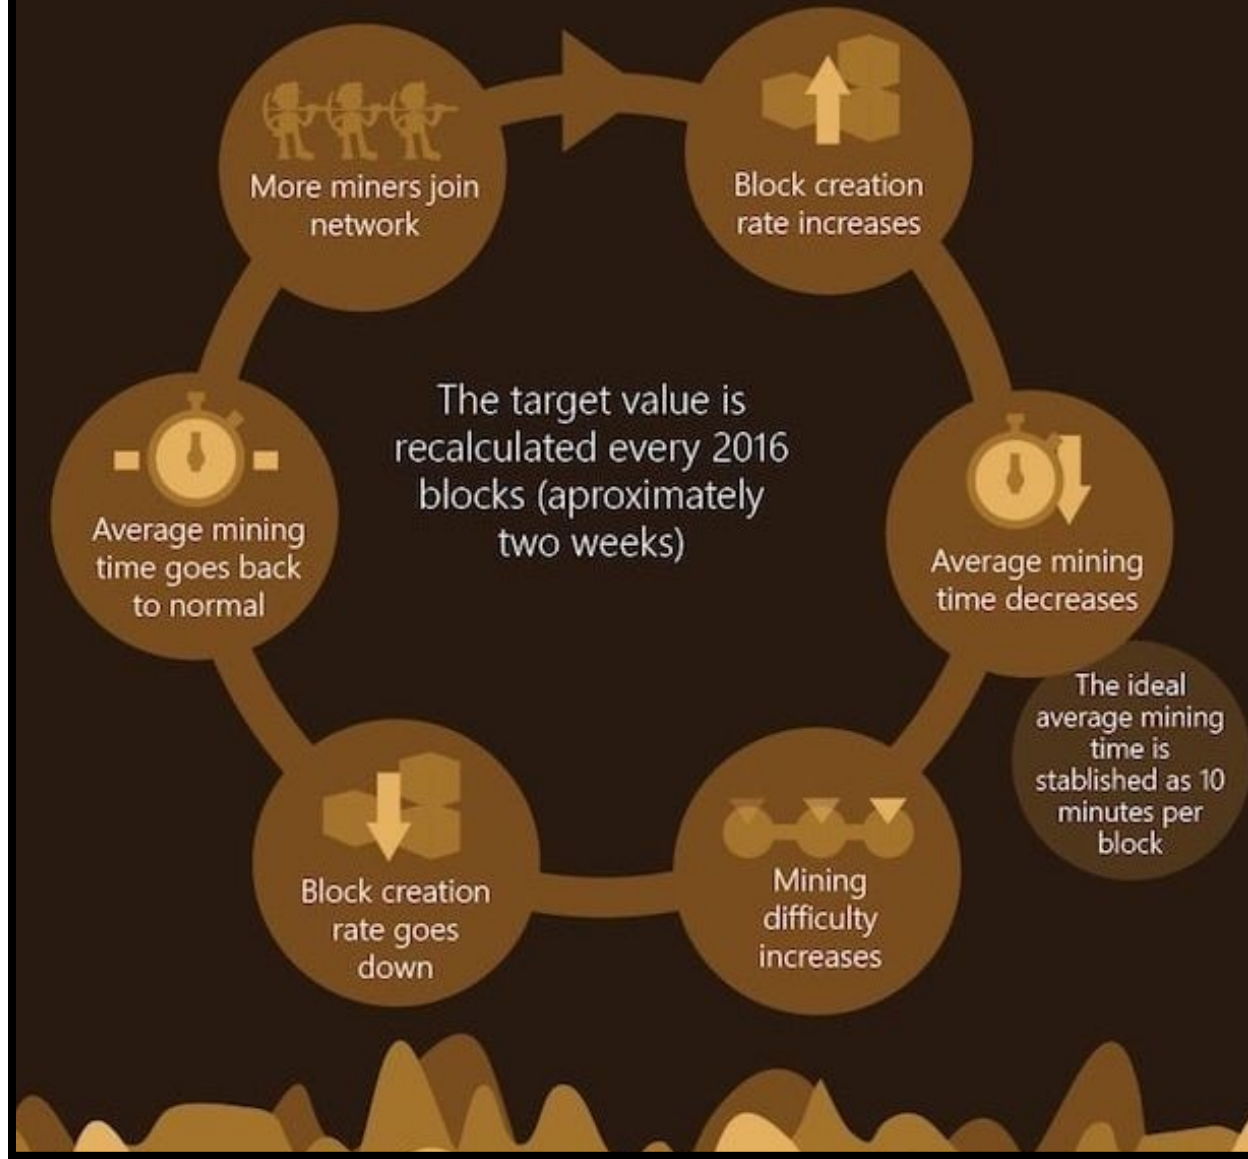 More miners join
network
Block creation
rate increases
The target value is
recalculated every 2016
blocks (aproximately
two weeks)
Average mining
time decreases
The ideal
average mining
time is
stablished as 10
minutes per
block
Mining
difficulty
increases
Block creation
rate goes
down
Average mining
time goes back
to normal